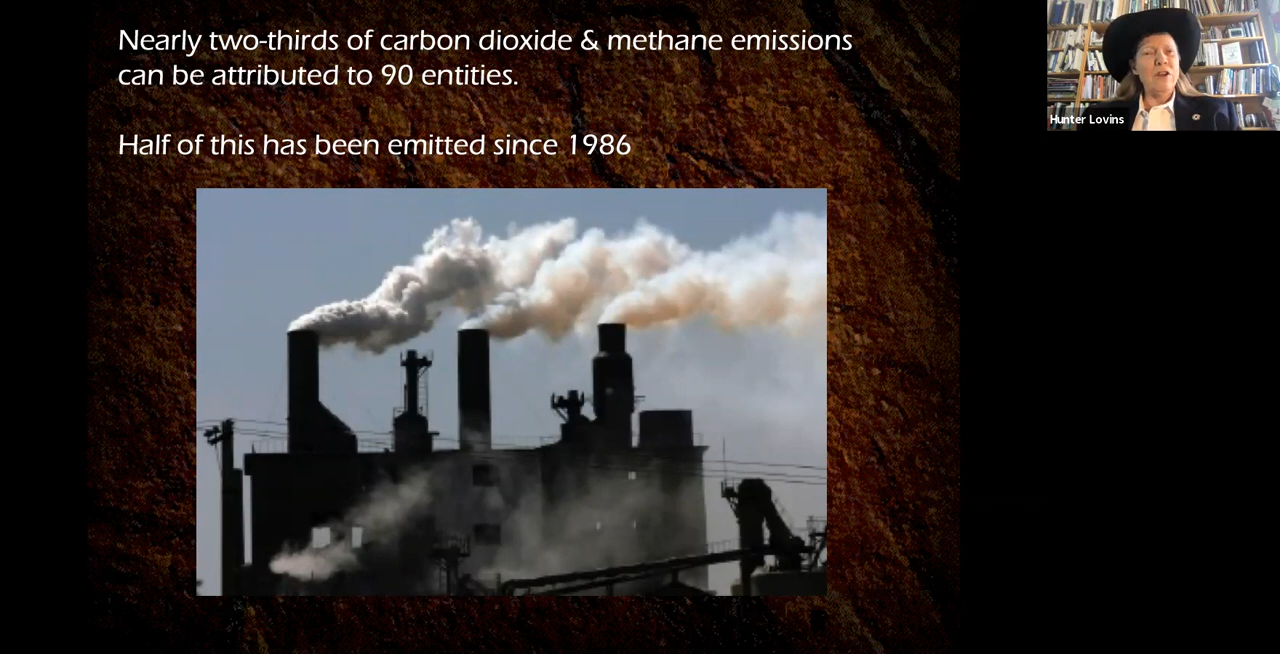 Nearly two-thirds of carbon dioxide & methane emissions
can be attributed to 90 entities.
Half of this has been emitted since 1986
Hunter Lovins